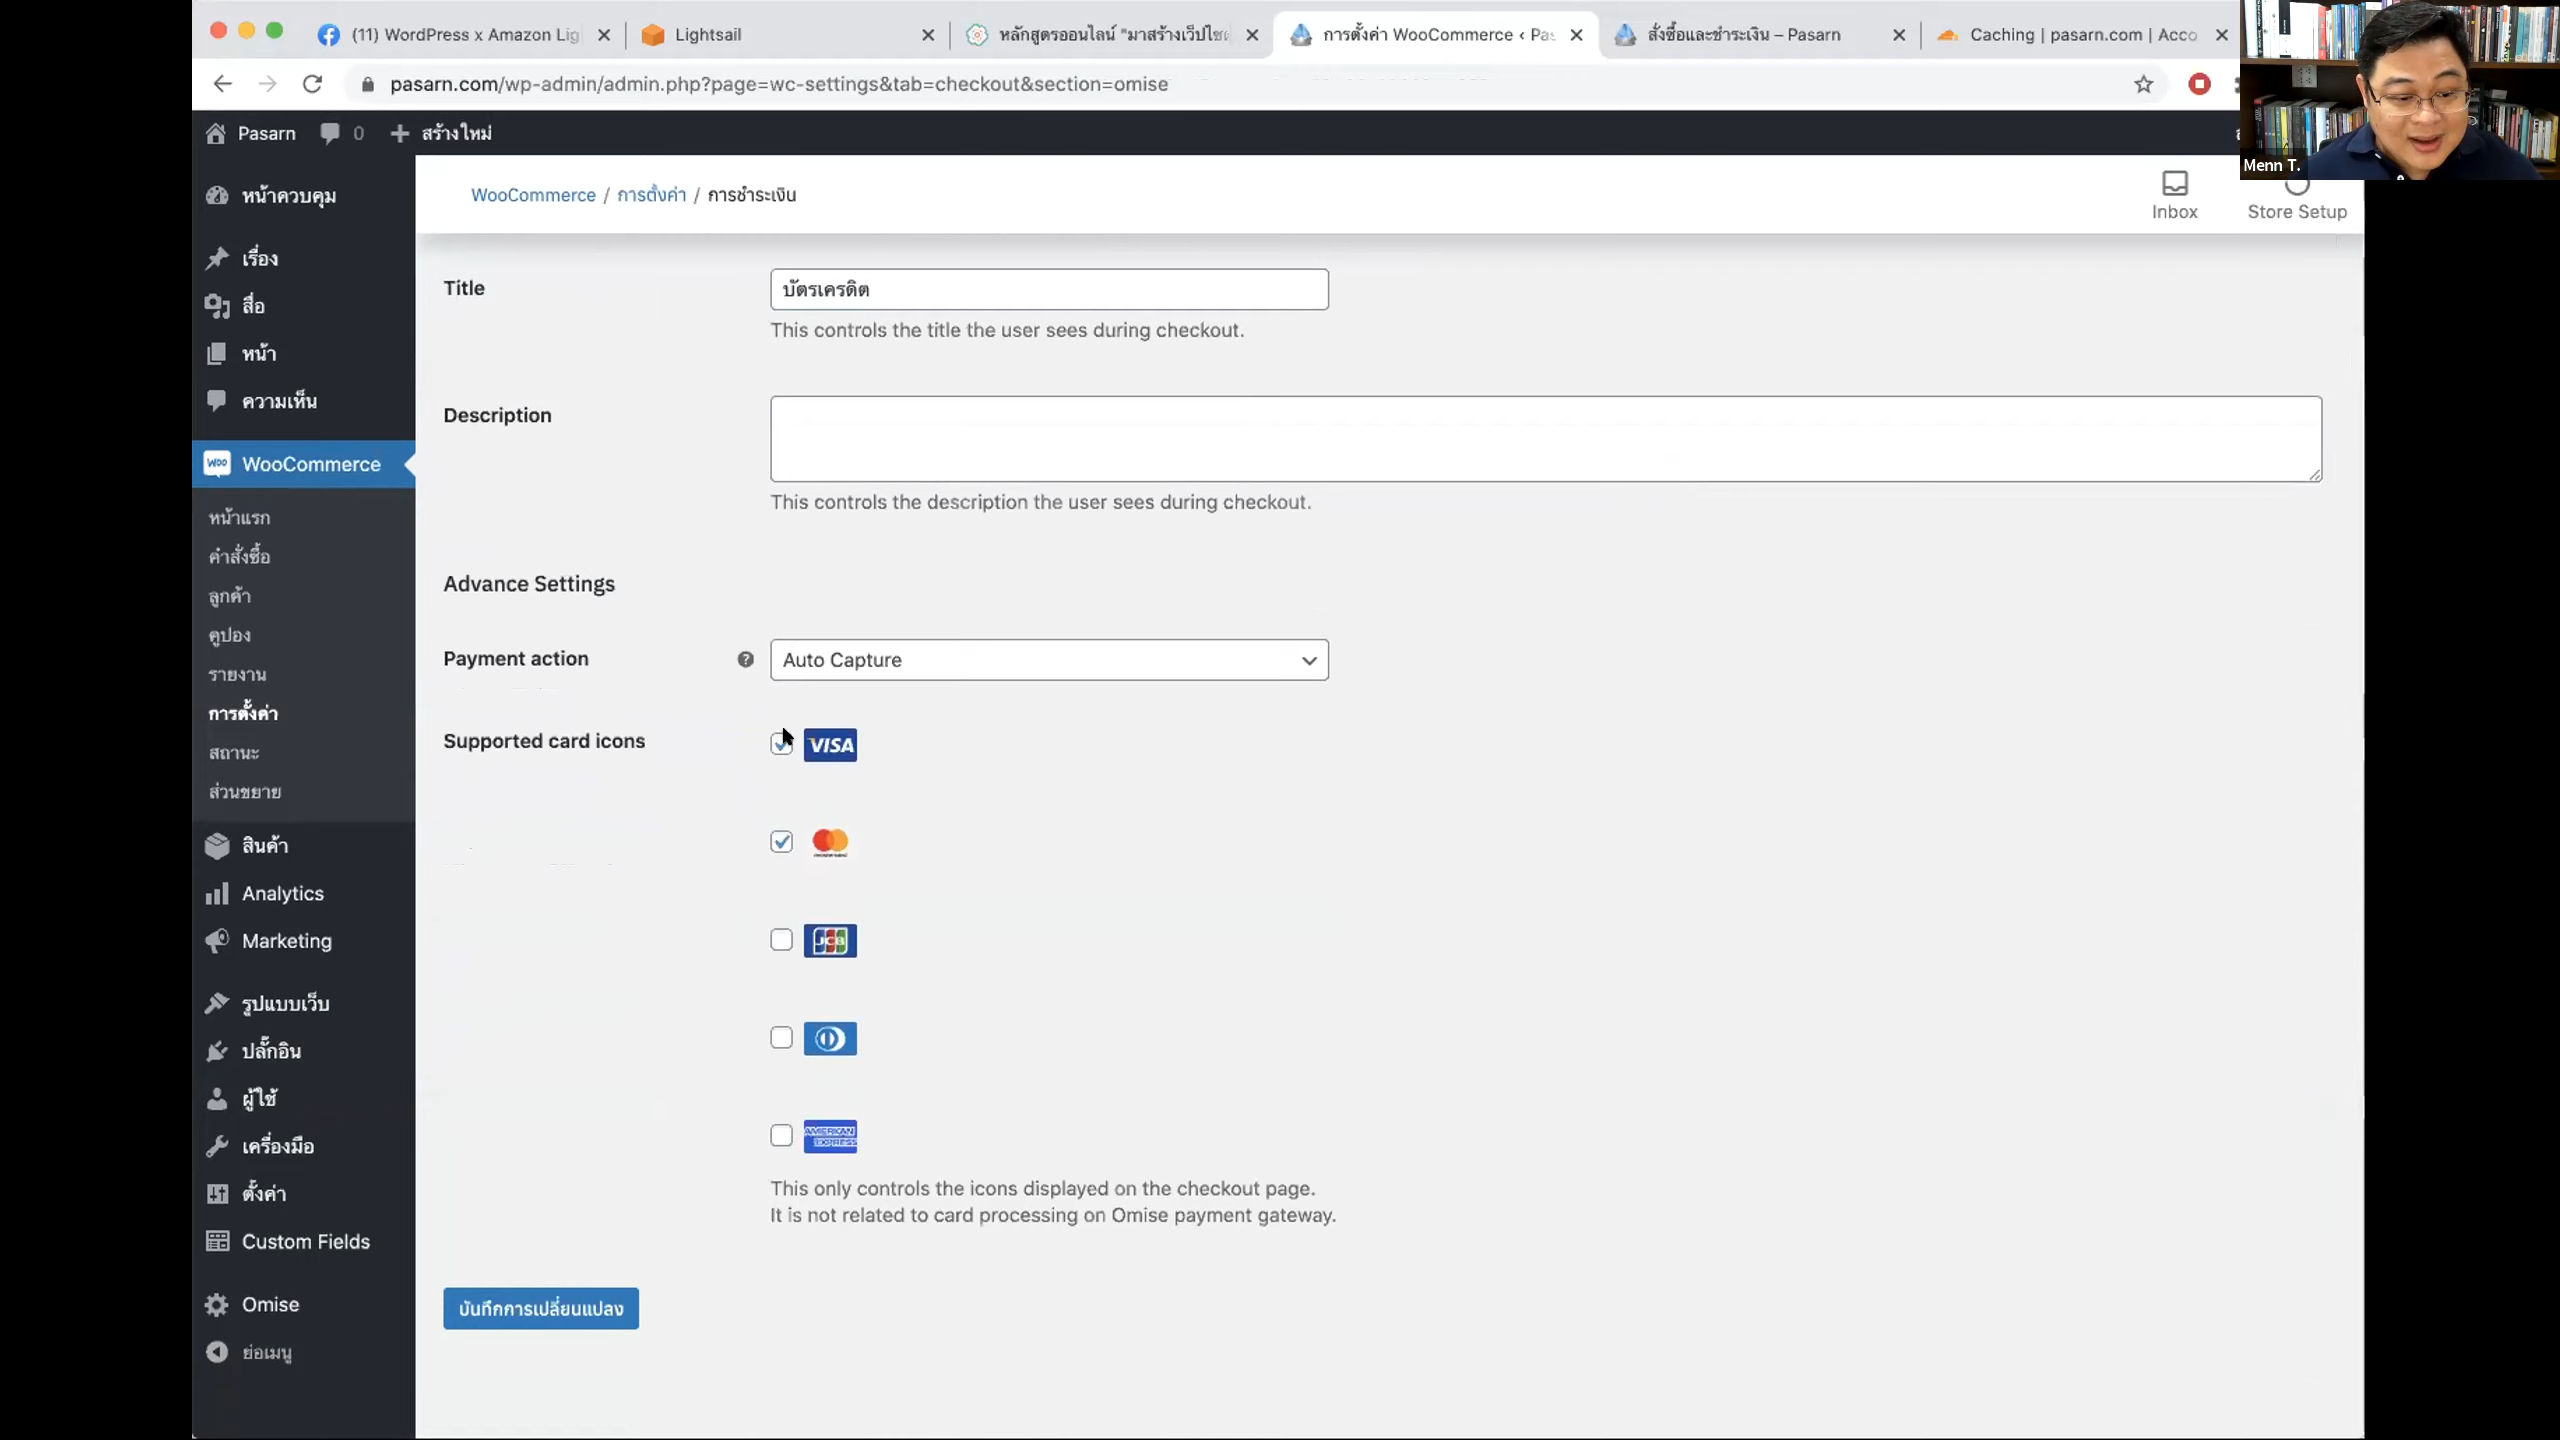 (11) WordPress x Amazon Lig
Lightsail
หลักสูตรออนไลน์ "มาสร้างเว็บไซต
การตั้งค่า WooCommerce ‹ Pas
สั่งซื้อและชำระเงิน – Pasarn
Caching | pasarn.com | Acco
pasarn.com/wp-admin/admin.php?page=wc-settings&tab=checkout&section=omise
Pasarn
0
สร้างใหม่
Menn T.
หน้าควบคุม
เรื่อง
สื่อ
หน้า
ความเห็น
WooCommerce
หน้าแรก
คำสั่งซื้อ
ลูกค้า
คูปอง
รายงาน
การตั้งค่า
สถานะ
ส่วนขยาย
สินค้า
Analytics
Marketing
รูปแบบเว็บ
ปลั๊กอิน
ผู้ใช้
เครื่องมือ
ตั้งค่า
Custom Fields
Omise
ย่อเมนู
WooCommerce / การตั้งค่า / การชำระเงิน
Inbox
Store Setup
Title
บัตรเครดิต
This controls the title the user sees during checkout.
Description
This controls the description the user sees during checkout.
Advance Settings
Payment action
Auto Capture
Supported card icons
VISA
JCB
AMERICAN
EXPRESS
This only controls the icons displayed on the checkout page.
It is not related to card processing on Omise payment gateway.
บันทึกการเปลี่ยนแปลง